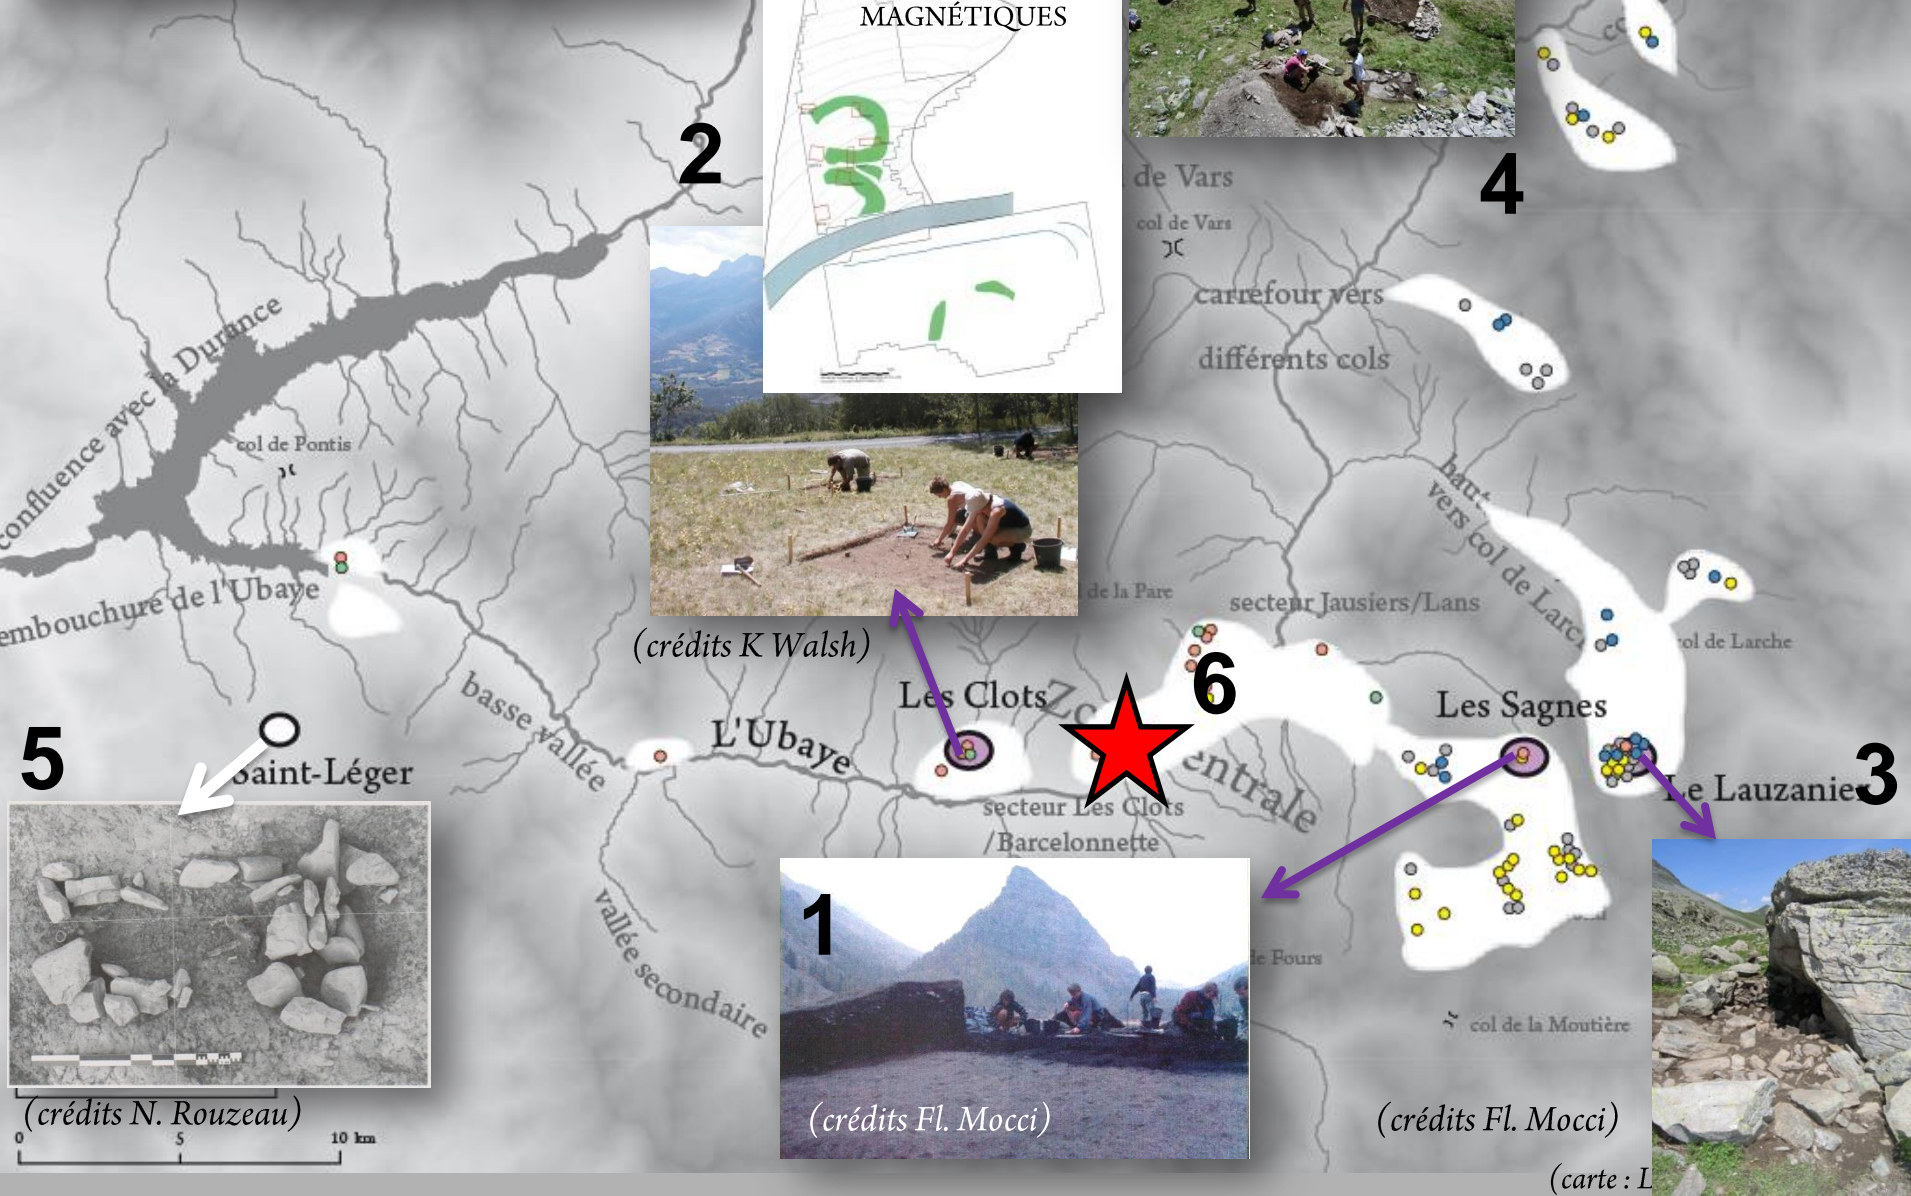 MAGNÉTIQUES
2
4
de Vars
col de Vars
carrefour vers
différents cols
confluence avec la Durance
col de Pontis
haut
vers col de Larc
embouchure de l'Ubaye
de la Pare
secteur Jausiers/Lans
col de Larche
(crédits K Walsh)
6
Les Clots
Les Sagnes
basse vallée
L'Ubaye
entrale
5
Saint-Léger
3
Le Lauzanie
secteur Les Clots
/Barcelonnette
1
vallée secondaire
de Fours
col de la Moutière
(crédits N. Rouzeau)
(crédits Fl. Mocci)
(crédits Fl. Mocci)
0 5 10 km
(carte : L